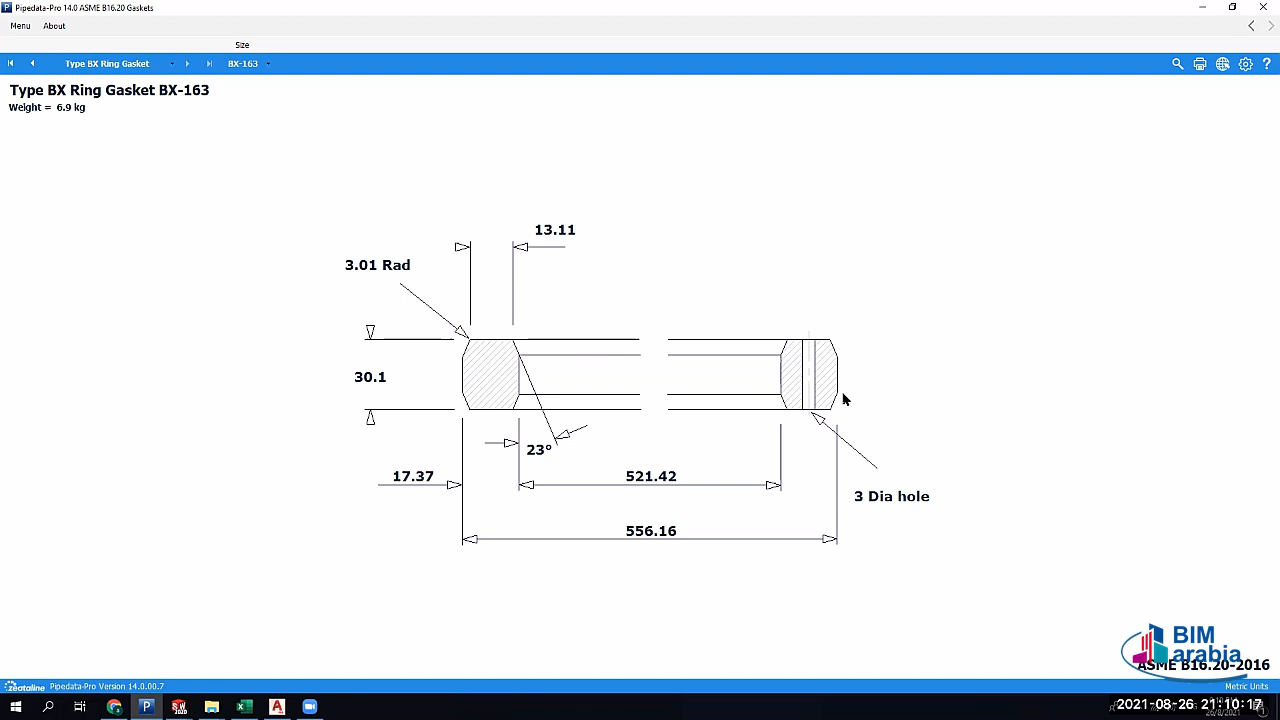 Pipedata-Pro 14.0 ASME B16.20 Gaskets
Menu About
Size
Type BX Ring Gasket BX-163
Type BX Ring Gasket BX-163
Weight = 6.9 kg
13.11
3.01 Rad
30.1
23°
17.37
521.42
3 Dia hole
556.16
BIM
arabia
ASME B16.20-2016
Zeataline Pipedata-Pro Version 14.0.00.7
Metric Units
2021-08-26 21:10:17